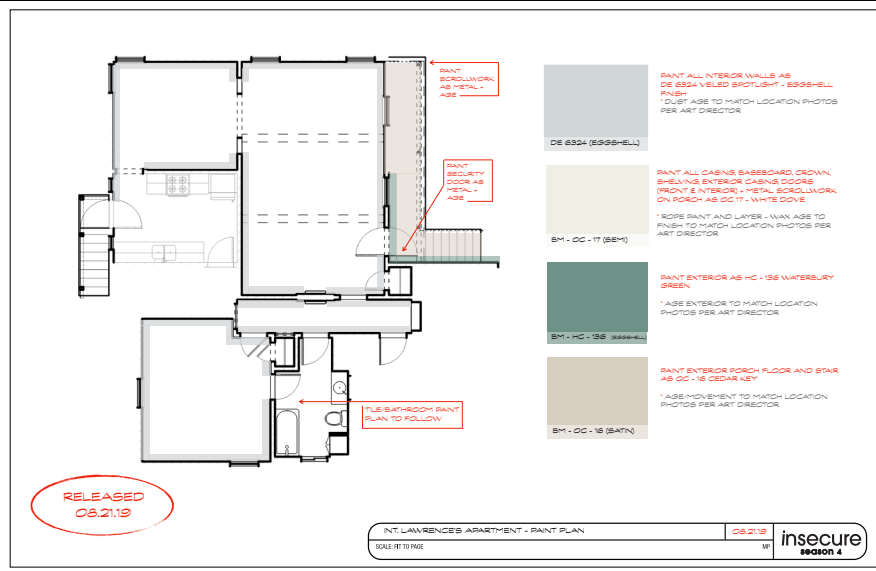 PAINT
SCROLLWORK
AS METAL +
AGE
PAINT
SECURITY
DOOR AS
METAL +
AGE
TILE/BATHROOM PAINT
PLAN TO FOLLOW
DE 6324 (EGGSHELL)
PAINT ALL INTERIOR WALLS AS
DE 6324 VEILED SPOTLIGHT - EGGSHELL
FINISH
* DUST AGE TO MATCH LOCATION PHOTOS
PER ART DIRECTOR
BM - OC - 17 (SEMI)
PAINT ALL CASING, BASEBOARD, CROWN,
SHELVING, EXTERIOR CASING, DOORS
(FRONT & INTERIOR) + METAL SCROLLWORK
ON PORCH AS OC 17 - WHITE DOVE
* ROPE PAINT AND LAYER - WAX AGE TO
FINISH TO MATCH LOCATION PHOTOS PER
ART DIRECTOR
BM - HC - 136 (EGGSHELL)
PAINT EXTERIOR AS HC - 136 WATERBURY
GREEN
* AGE EXTERIOR TO MATCH LOCATION
PHOTOS PER ART DIRECTOR
BM - OC - 16 (SATIN)
PAINT EXTERIOR PORCH FLOOR AND STAIR
AS OC - 16 CEDAR KEY
* AGE/MOVEMENT TO MATCH LOCATION
PHOTOS PER ART DIRECTOR
RELEASED
08.21.19
INT. LAWRENCE'S APARTMENT - PAINT PLAN
08.21.19
SCALE: FIT TO PAGE
MP
insecure
season 4